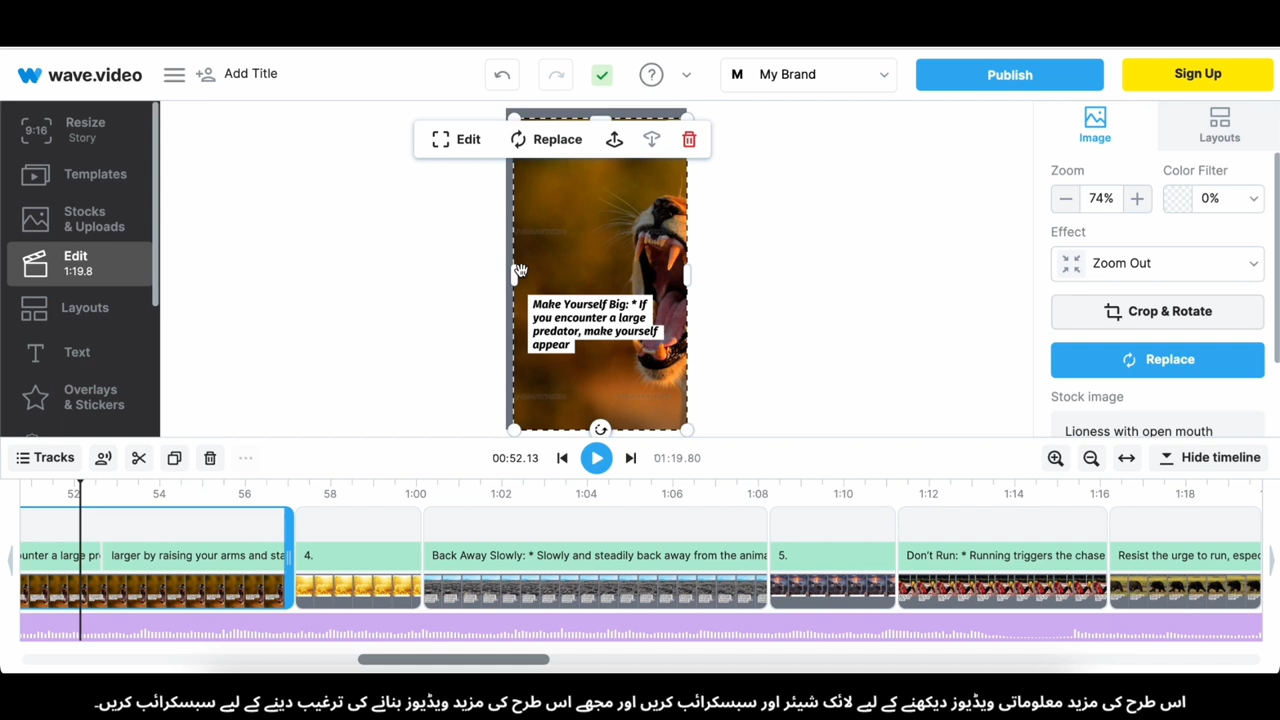 wave.video
Add Title
M My Brand
Publish
Sign Up
9:16 Resize
Story
Templates
Stocks
& Uploads
Edit
1:19.8
Layouts
Text
Overlays
& Stickers
Edit
Replace
Make Yourself Big: * If
you encounter a large
predator, make yourself
appear
Image
Layouts
Zoom
Color Filter
74%
0%
Effect
Zoom Out
Crop & Rotate
Replace
Stock image
Lioness with open mouth
Tracks
00:52.13
01:19.80
Hide timeline
52 54 56 58 1:00 1:02 1:04 1:06 1:08 1:10 1:12 1:14 1:16 1:18
unter a large pr
larger by raising your arms and sta
4.
Back Away Slowly: * Slowly and steadily back away from the anima
5.
Don't Run: * Running triggers the chase
Resist the urge to run, espec
اس طرح کی مزید معلوماتی ویڈیوز دیکھنے کے لیے لائک شیئر اور سبسکرائب کریں اور مجھے اس طرح کی مزید ویڈیوز بنانے کی ترغیب دینے کے لیے سبسکرائب کریں۔